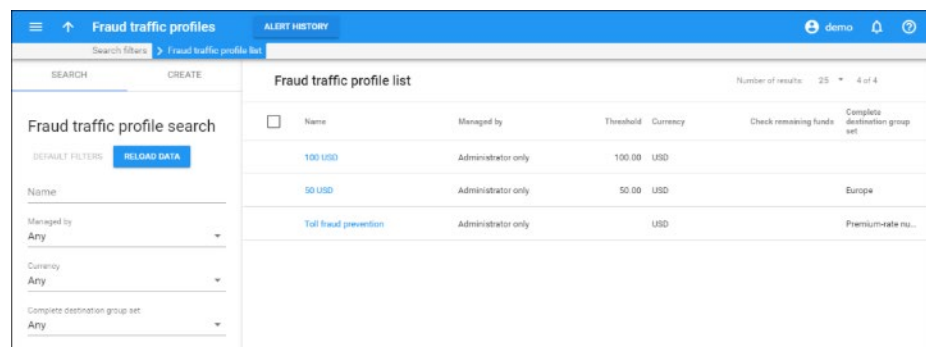 Fraud traffic profiles ALERT HISTORY demo
Search filters > Fraud traffic profile list
SEARCH CREATE
Fraud traffic profile list Number of results 25 4 of 4
Fraud traffic profile search
Name Managed by Threshold Currency Check remaining funds Complete destination group set
DEFAULT FILTERS RELOAD DATA
100 USD Administrator only 100.00 USD
Name
50 USD Administrator only 50.00 USD Europe
Managed by
Any
Toll fraud prevention Administrator only USD Premium-rate nu...
Currency
Any
Complete destination group set
Any